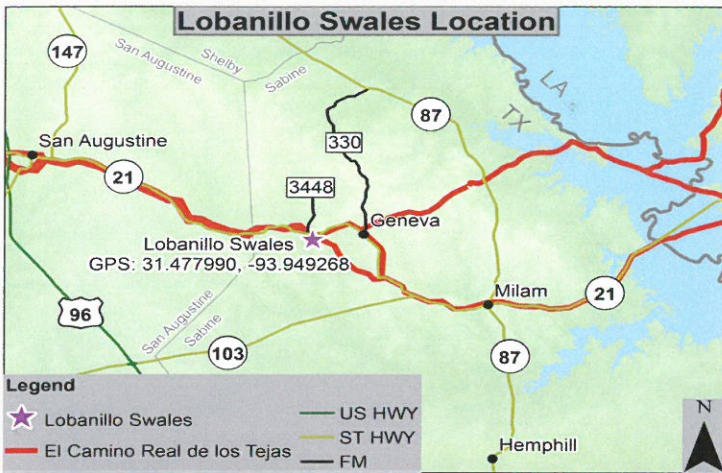 Lobanillo Swales Location
147
San Augustine
Shelby
Sabine
LA
TX
87
330
San Augustine
21
3448
Geneva
Lobanillo Swales
GPS: 31.477990, -93.949268
Milam
21
96
San Augustine
Sabine
103
87
Legend
Lobanillo Swales
El Camino Real de los Tejas
US HWY
ST HWY
FM
Hemphill
N